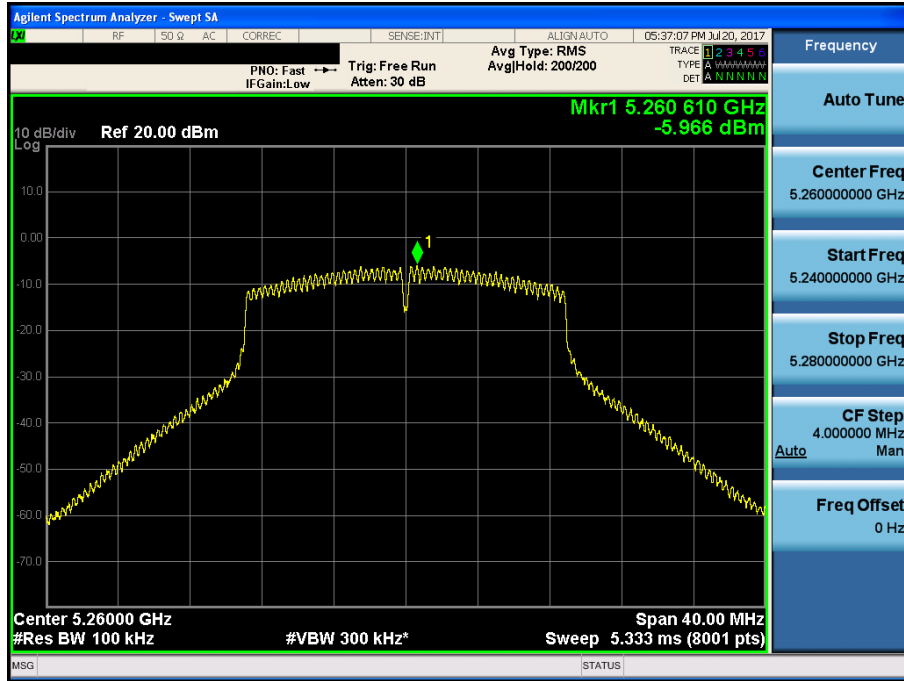 Agilent Spectrum Analyzer - Swept SA
LXI RF 50 Ω AC CORREC SENSE:INT ALIGN AUTO 05:37:07 PM Jul 20, 2017
Frequency
PNO: Fast
IFGain:Low
Trig: Free Run
Atten: 30 dB
Avg Type: RMS
Avg|Hold: 200/200
TRACE 1 2 3 4 5 6
TYPE A WWWWW
DET A N N N N N
Mkr1 5.260 610 GHz
-5.966 dBm
10 dB/div
Log
Ref 20.00 dBm
10.0
0.00
-10.0
-20.0
-30.0
-40.0
-50.0
-60.0
-70.0
1
Center 5.26000 GHz
Span 40.00 MHz
#Res BW 100 kHz
#VBW 300 kHz*
Sweep 5.333 ms (8001 pts)
Auto Tune
Center Freq
5.260000000 GHz
Start Freq
5.240000000 GHz
Stop Freq
5.280000000 GHz
CF Step
4.000000 MHz
Auto Man
Freq Offset
0 Hz
MSG
STATUS